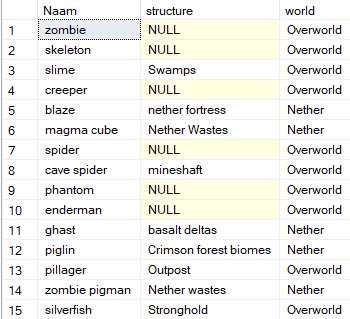 Naam structure world
1 zombie NULL Overworld
2 skeleton NULL Overworld
3 slime Swamps Overworld
4 creeper NULL Overworld
5 blaze nether fortress Nether
6 magma cube Nether Wastes Nether
7 spider NULL Overworld
8 cave spider mineshaft Overworld
9 phantom NULL Overworld
10 enderman NULL Overworld
11 ghast basalt deltas Nether
12 piglin Crimson forest biomes Nether
13 pillager Outpost Overworld
14 zombie pigman Nether wastes Nether
15 silverfish Stronghold Overworld